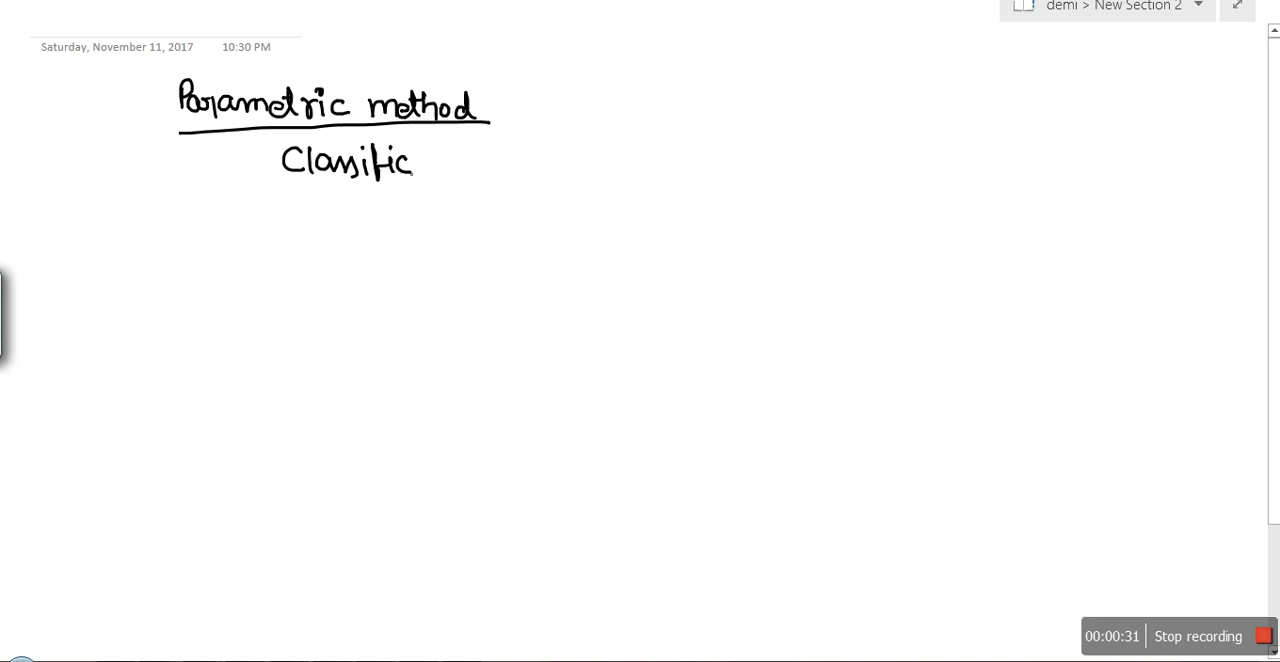 demi > New Section 2
Saturday, November 11, 2017 10:30 PM
Parametric method
Classific
00:00:31 Stop recording